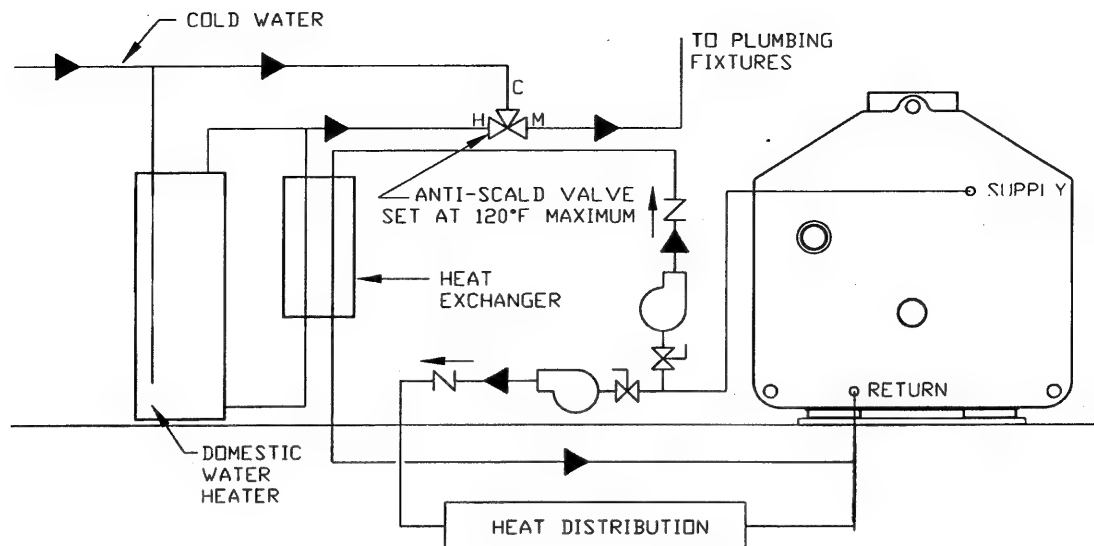 COLD WATER
TO PLUMBING
FIXTURES
C
H
M
ANTI-SCALD VALVE
SET AT 120°F MAXIMUM
SUPPLY
HEAT
EXCHANGER
RETURN
DOMESTIC
WATER
HEATER
HEAT DISTRIBUTION